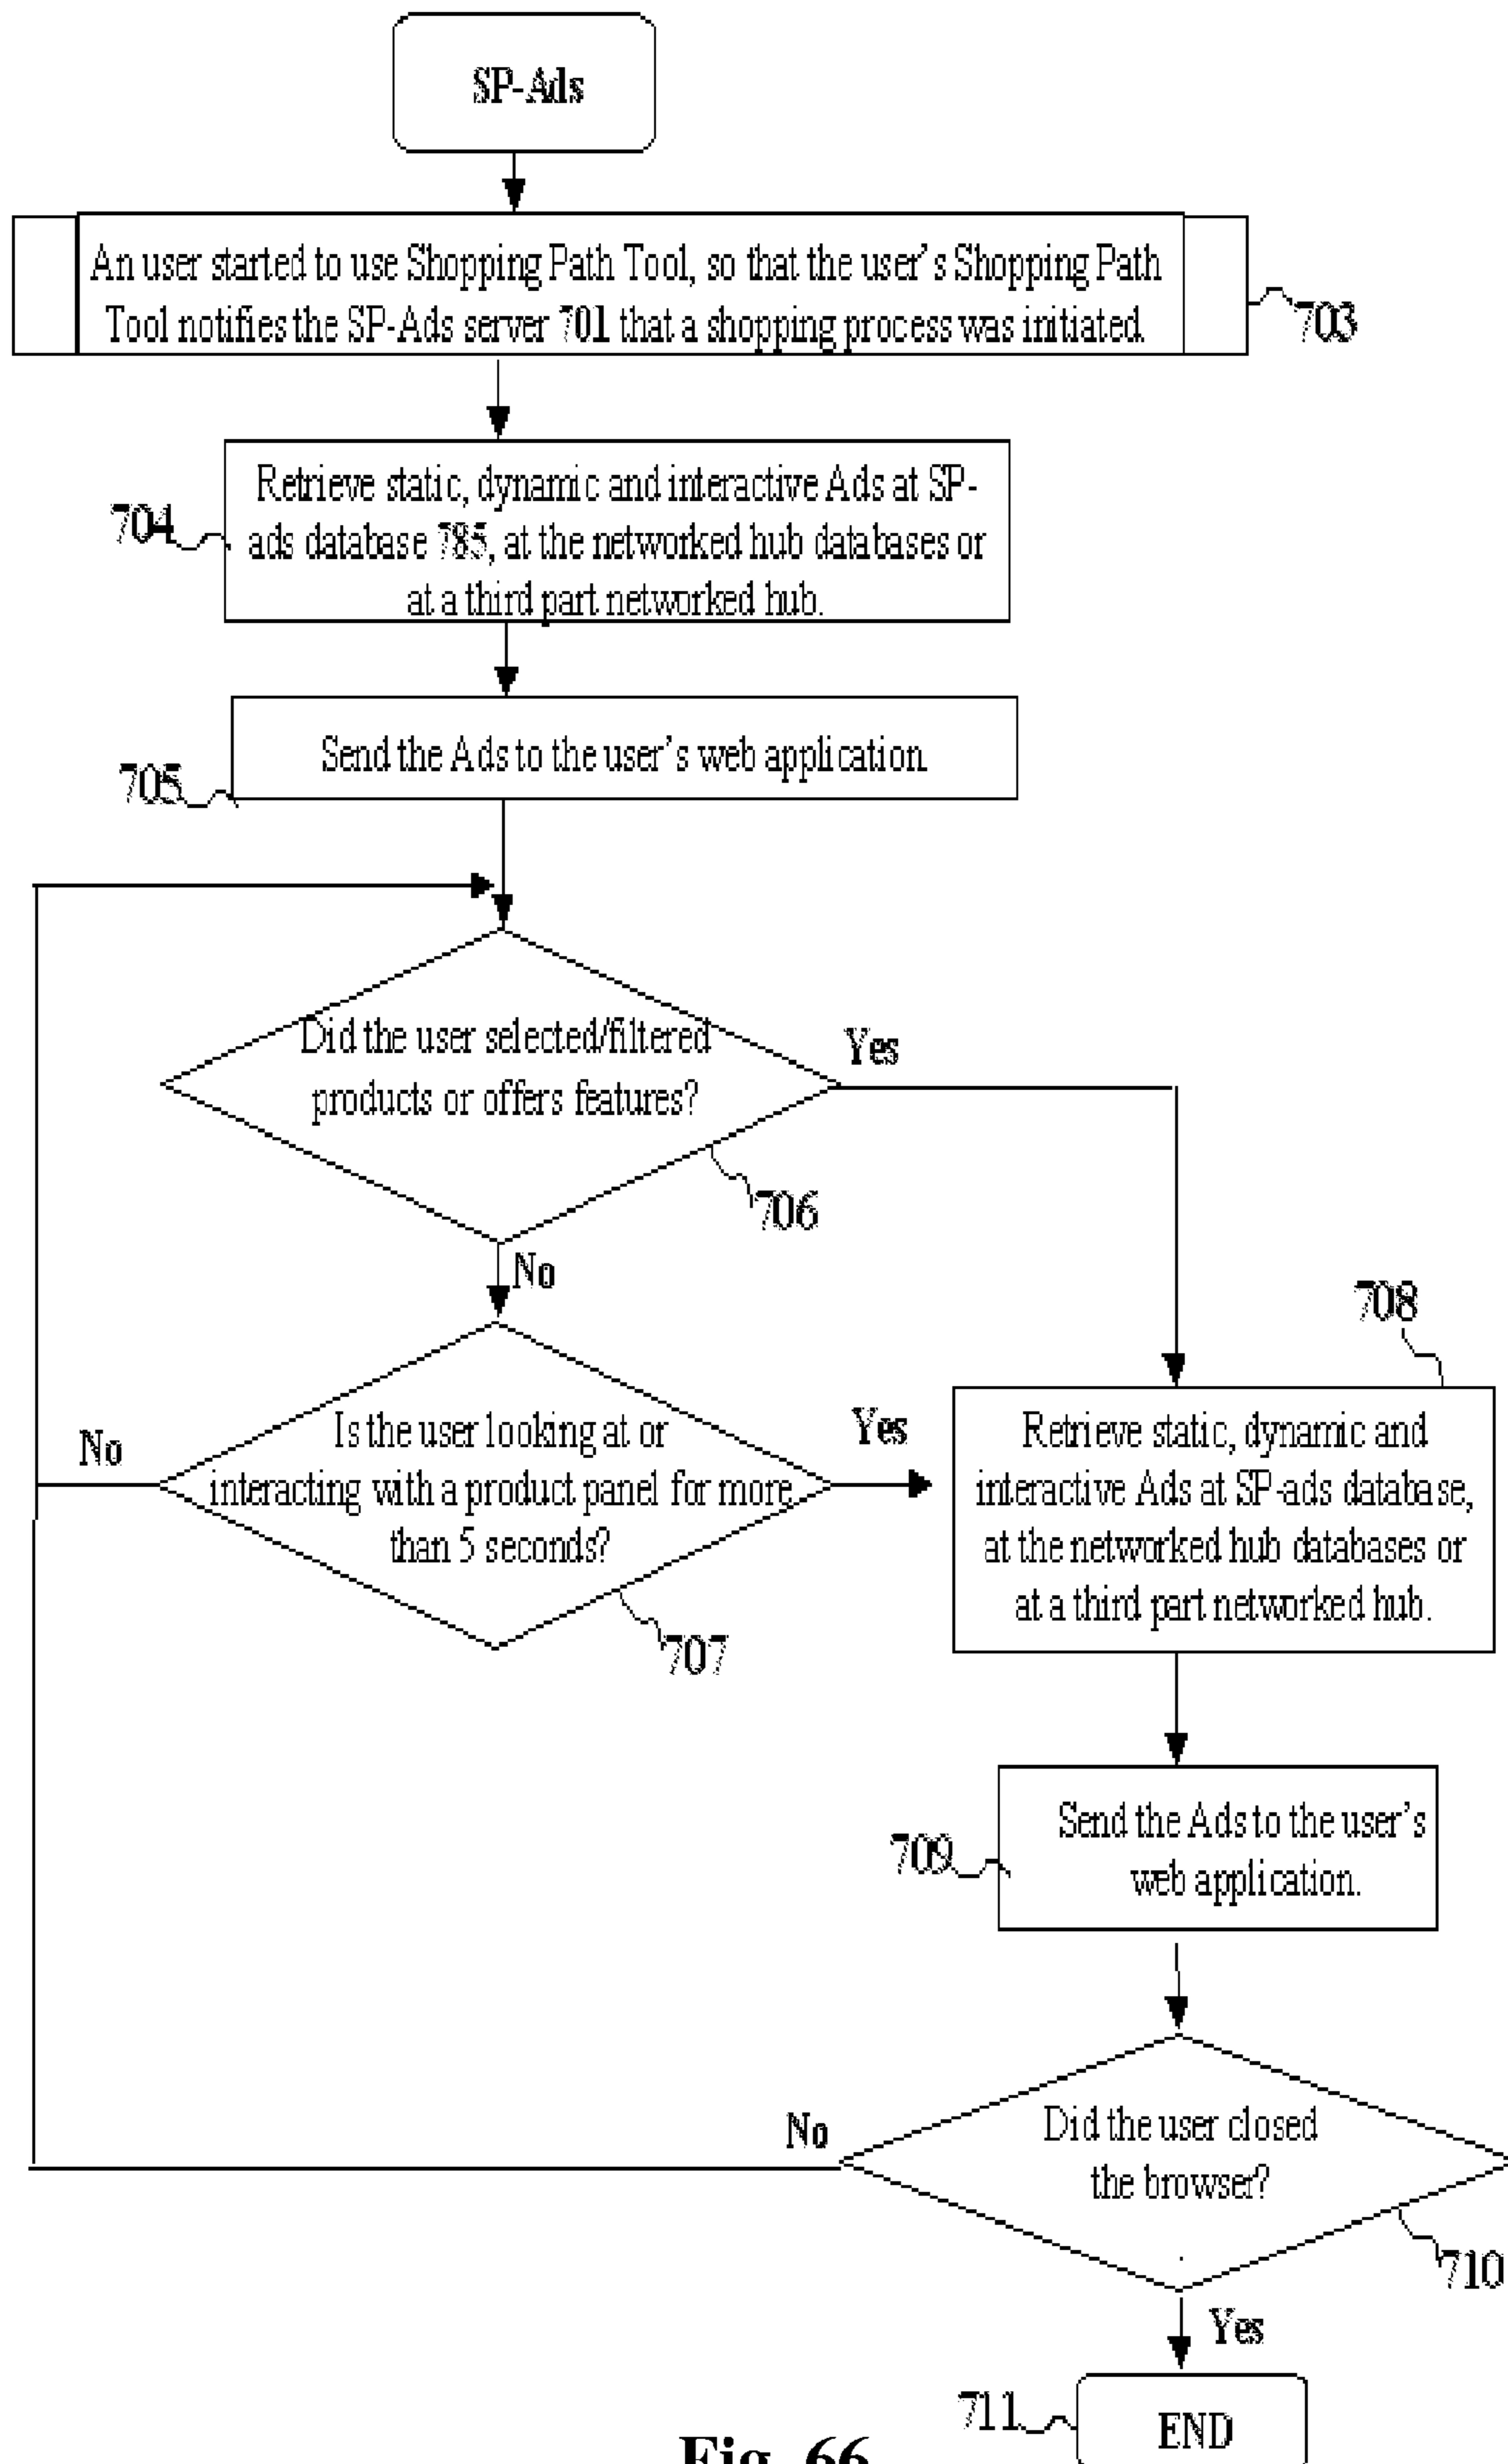 SP-Ads
An user started to use Shopping Path Tool, so that the user's Shopping Path
Tool notifies the SP-Ads server 701 that a shopping process was initiated.
703
Retrieve static, dynamic and interactive Ads at SP-
ads database 785, at the networked hub databases or
at a third part networked hub.
704
Send the Ads to the user's web application.
705
Did the user selected/filtered
products or offers features?
Yes
706
No
708
Is the user looking at or
interacting with a product panel for more
than 5 seconds?
No
Yes
707
Retrieve static, dynamic and
interactive Ads at SP-ads database,
at the networked hub databases or
at a third part networked hub.
Send the Ads to the user's
web application.
709
Did the user closed
the browser?
No
710
Yes
711
END
Fig. 66